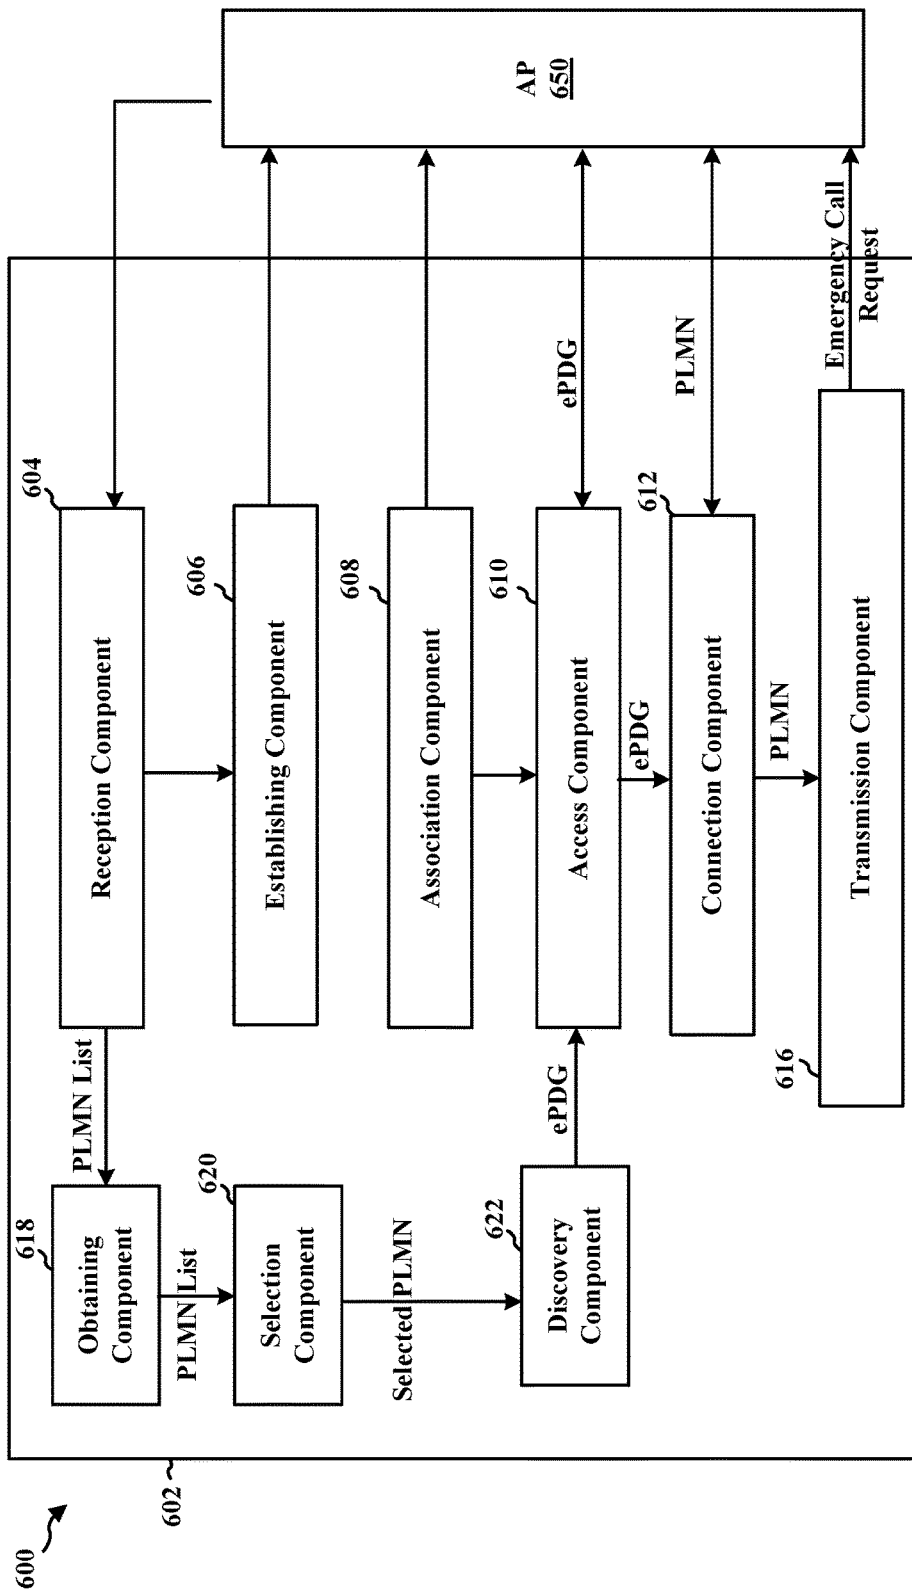 600
602
618
Obtaining
Component
PLMN List
PLMN List
620
Selection
Component
Selected PLMN
622
Discovery
Component
ePDG
604
Reception Component
606
Establishing Component
608
Association Component
610
Access Component
ePDG
ePDG
612
Connection Component
PLMN
PLMN
616
Transmission Component
Emergency Call
Request
AP
650